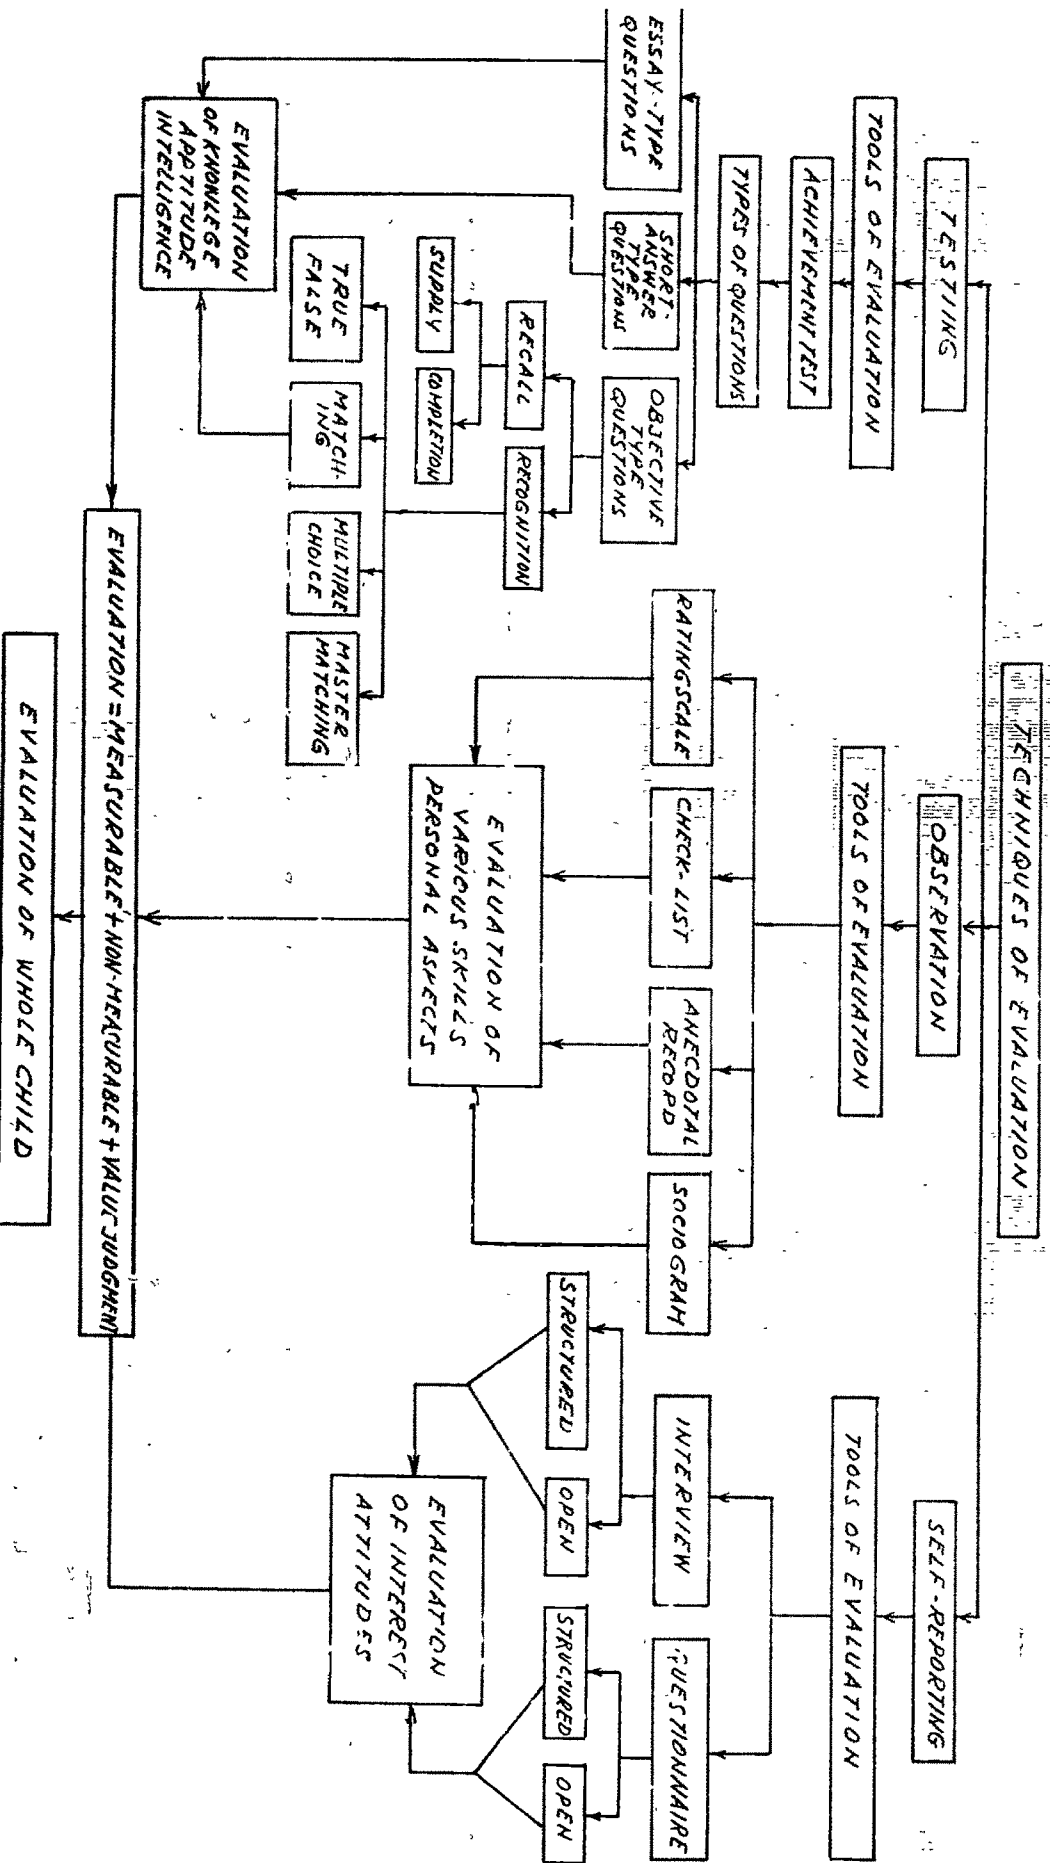 TECHNIQUES OF EVALUATION
TESTING
OBSERVATION
SELF-REPORTING
TOOLS OF EVALUATION
TOOLS OF EVALUATION
TOOLS OF EVALUATION
ACHIEVEMENT TEST
TYPES OF QUESTIONS
ESSAY-TYPE
QUESTIONS
SHORT-
ANSWER
TYPE
QUESTIONS
OBJECTIVE
TYPE
QUESTIONS
RATINGSCALE
CHECK-LIST
ANECDOTAL
RECORD
SOCIOGRAM
INTERVIEW
QUESTIONNAIRE
RECALL
RECOGNITION
STRUCTURED
OPEN
STRUCTURED
OPEN
SUPPLY
COMPLETION
TRUE
FALSE
MATCH-
ING
MULTIPLE
CHOICE
MASTER
MATCHING
EVALUATION
OF KNOWLEGE
APPTITUDE
INTELLIGENCE
EVALUATION OF
VARIOUS SKILLS
PERSONAL ASPECTS
EVALUATION
OF INTEREST
ATTITUDES
EVALUATION = MEASURABLE + NON-MEASURABLE + VALUE JUDGMENT
EVALUATION OF WHOLE CHILD